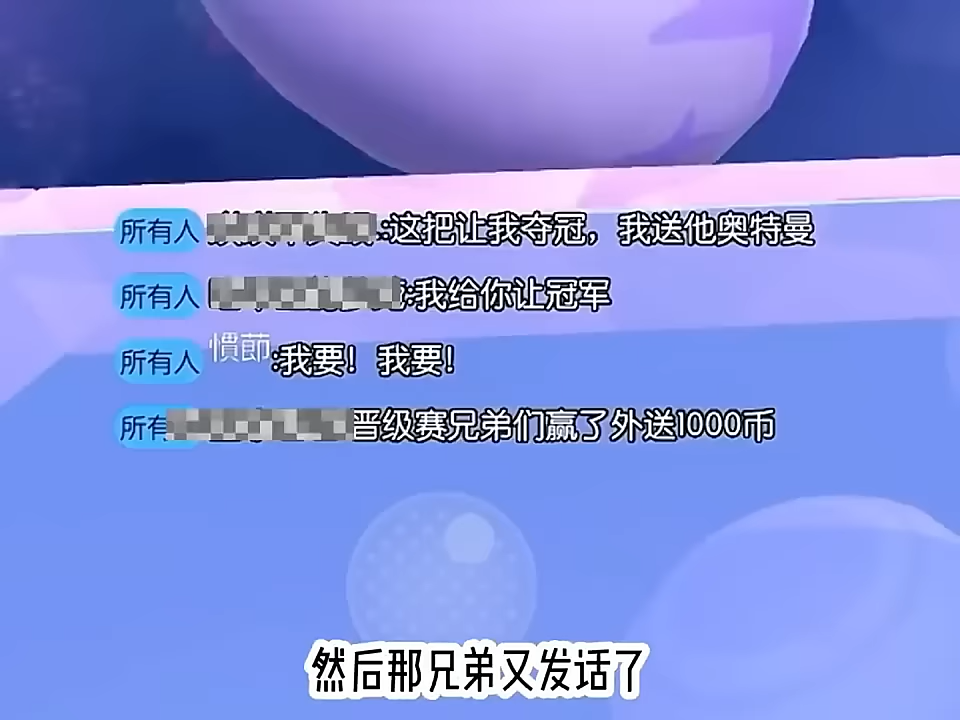 所有人 :这把让我夺冠，我送他奥特曼
所有人 :我给你让冠军
所有人 慣莭:我要！我要！
所有 晋级赛兄弟们赢了外送1000币
然后那兄弟又发话了